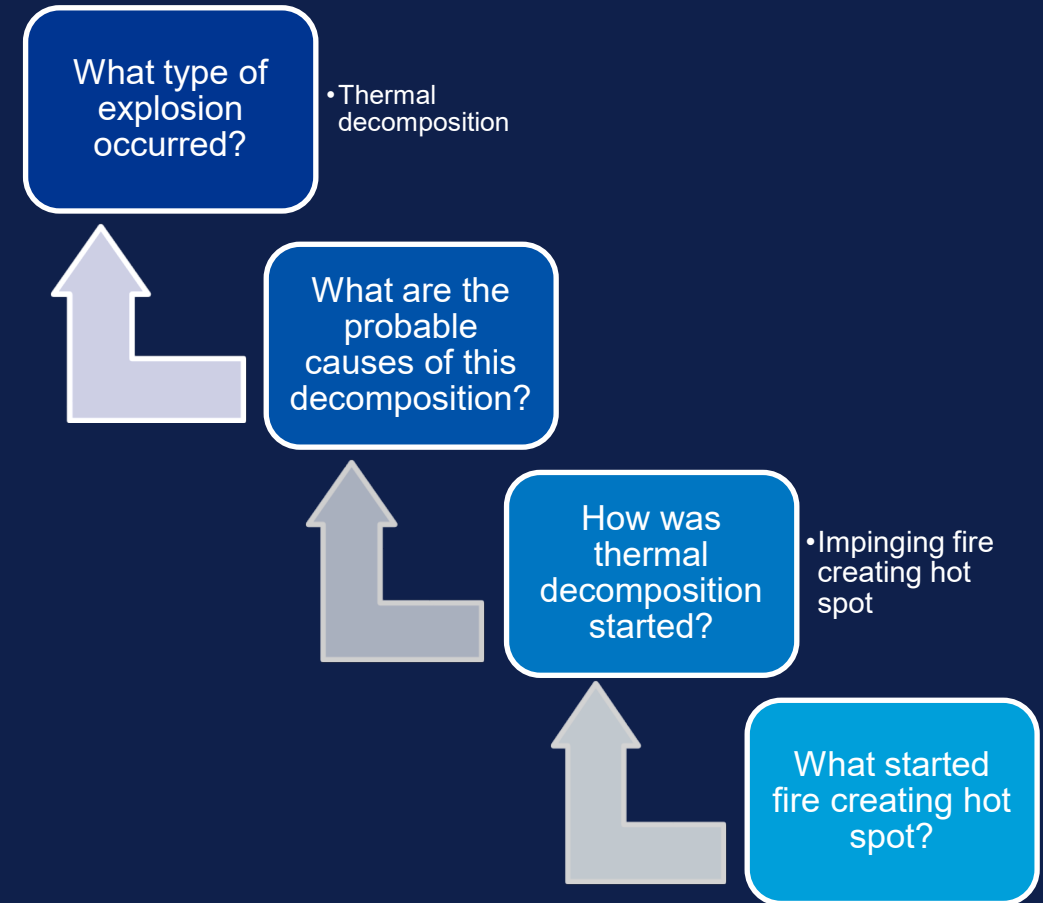 What type of
explosion
occurred?
•Thermal
decomposition
What are the
probable
causes of this
decomposition?
How was
thermal
decomposition
started?
•Impinging fire
creating hot
spot
What started
fire creating hot
spot?